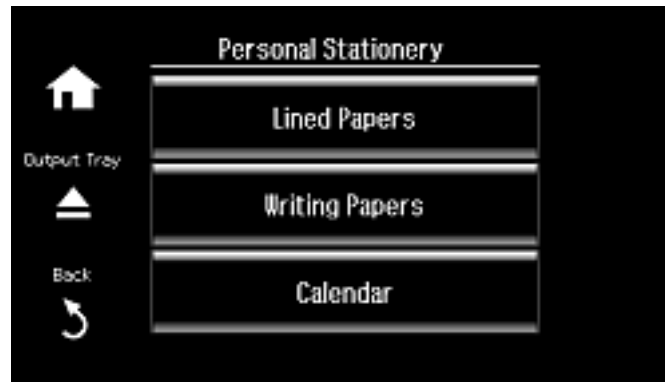 Personal Stationery
Lined Papers
Output Tray
Writing Papers
Back
Calendar